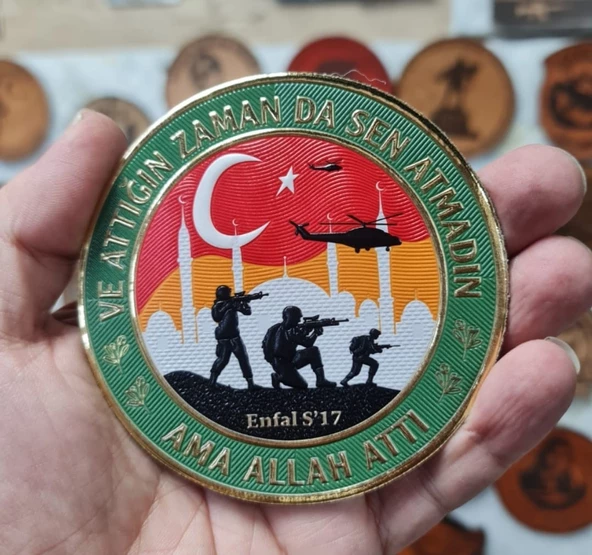 VE ATTIĞIN ZAMAN DA SEN ATMADIN
Enfal S'17
AMA ALLAH ATTI